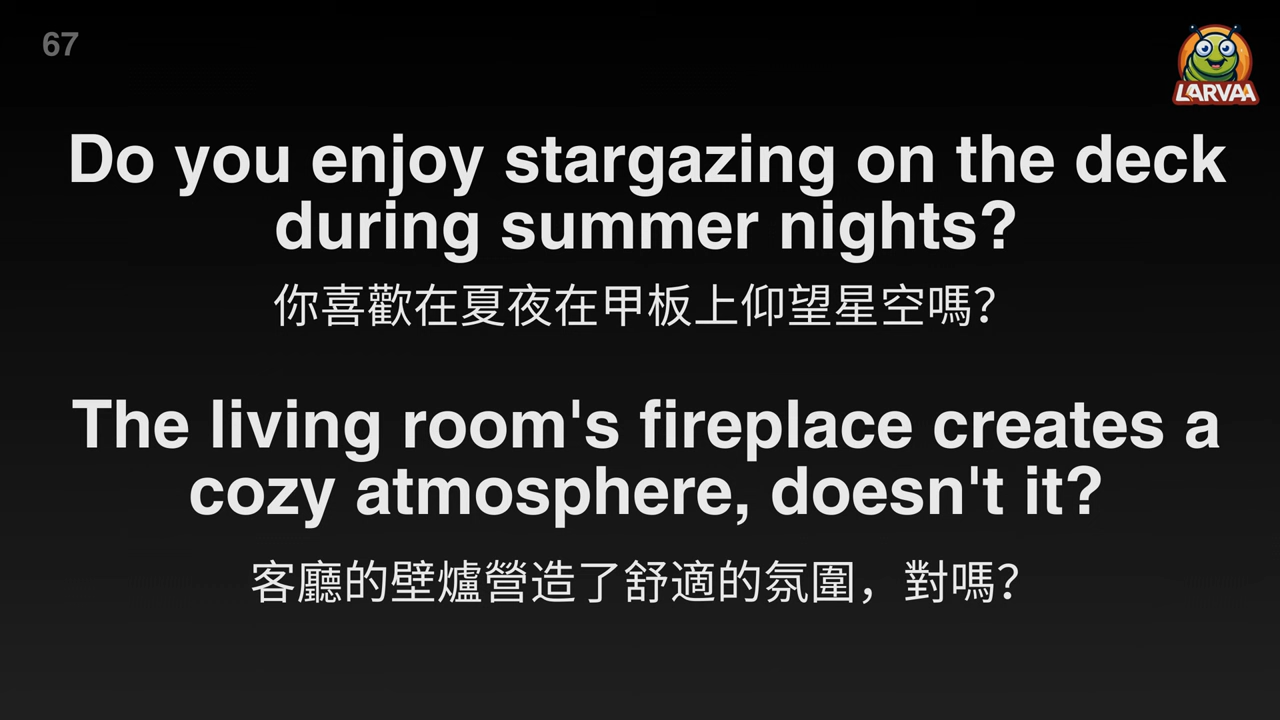 67
LARVAA
Do you enjoy stargazing on the deck
during summer nights?
你喜歡在夏夜在甲板上仰望星空嗎?
The living room's fireplace creates a
cozy atmosphere, doesn't it?
客廳的壁爐營造了舒適的氛圍，對嗎?